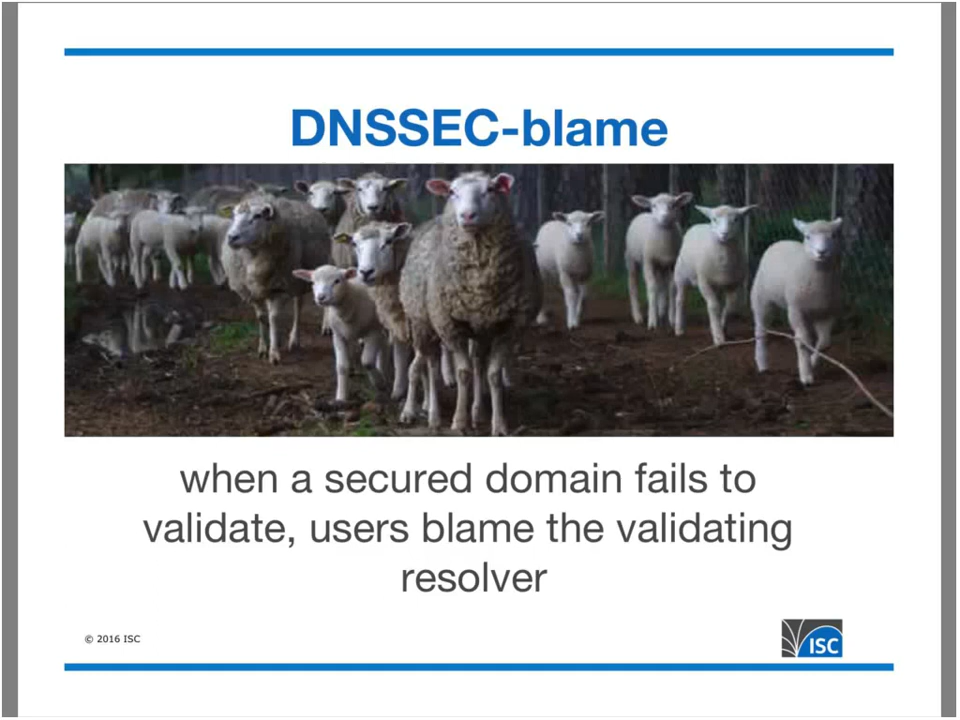 DNSSEC-blame
when a secured domain fails to
validate, users blame the validating
resolver
© 2016 ISC
ISC